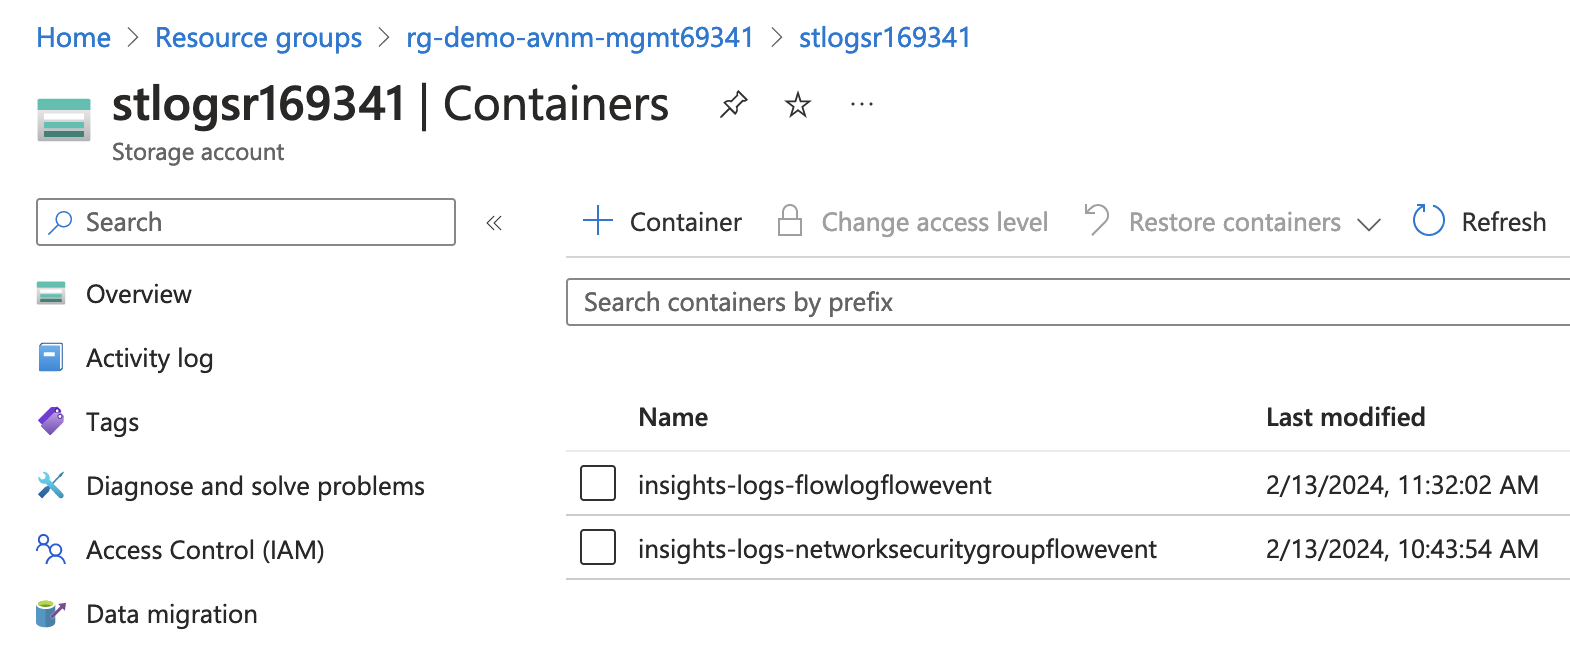 Home > Resource groups > rg-demo-avnm-mgmt69341 > stlogsr169341
stlogsr169341 | Containers
Storage account
Search
Container Change access level Restore containers Refresh
Search containers by prefix
Overview
Activity log
Tags
Diagnose and solve problems
Access Control (IAM)
Data migration
Name Last modified
insights-logs-flowlogflowevent 2/13/2024, 11:32:02 AM
insights-logs-networksecuritygroupflowevent 2/13/2024, 10:43:54 AM